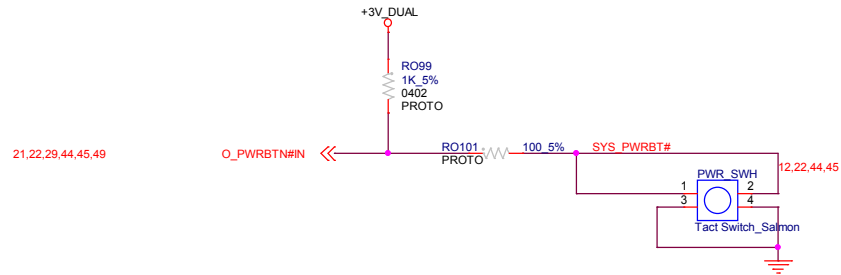 +3V_DUAL
RO99
1K_5%
0402
PROTO
21,22,29,44,45,49
O_PWRBTN#IN
RO101
PROTO
100_5%
SYS_PWRBT#
12,22,44,45
PWR_SWH
1
2
3
4
Tact Switch_Salmon